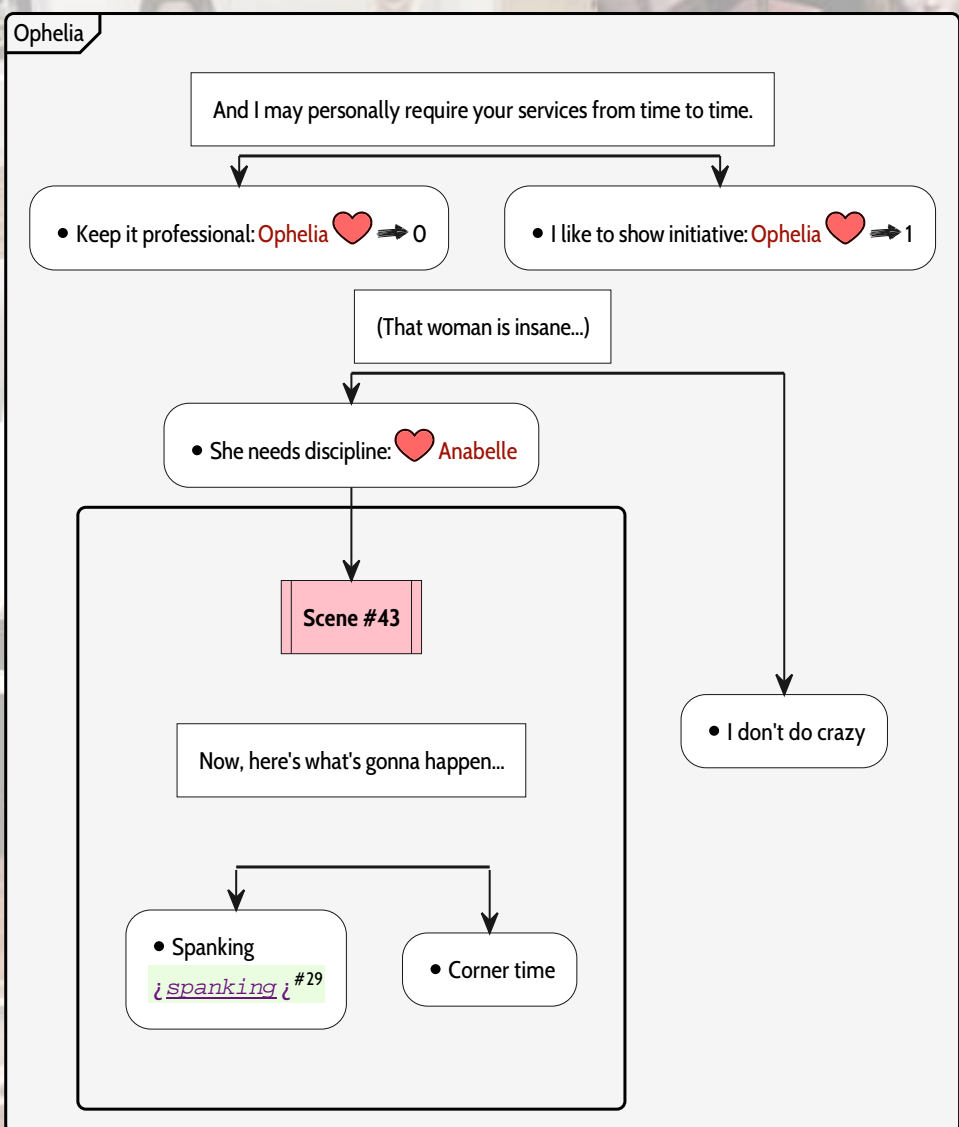 Ophelia
And I may personally require your services from time to time.
• Keep it professional: Ophelia ❤ ➡ 0
• I like to show initiative: Ophelia ❤ ➡ 1
(That woman is insane...)
• She needs discipline: ❤ Anabelle
Scene #43
• I don't do crazy
Now, here's what's gonna happen...
• Spanking
¿spanking¿ #29
• Corner time